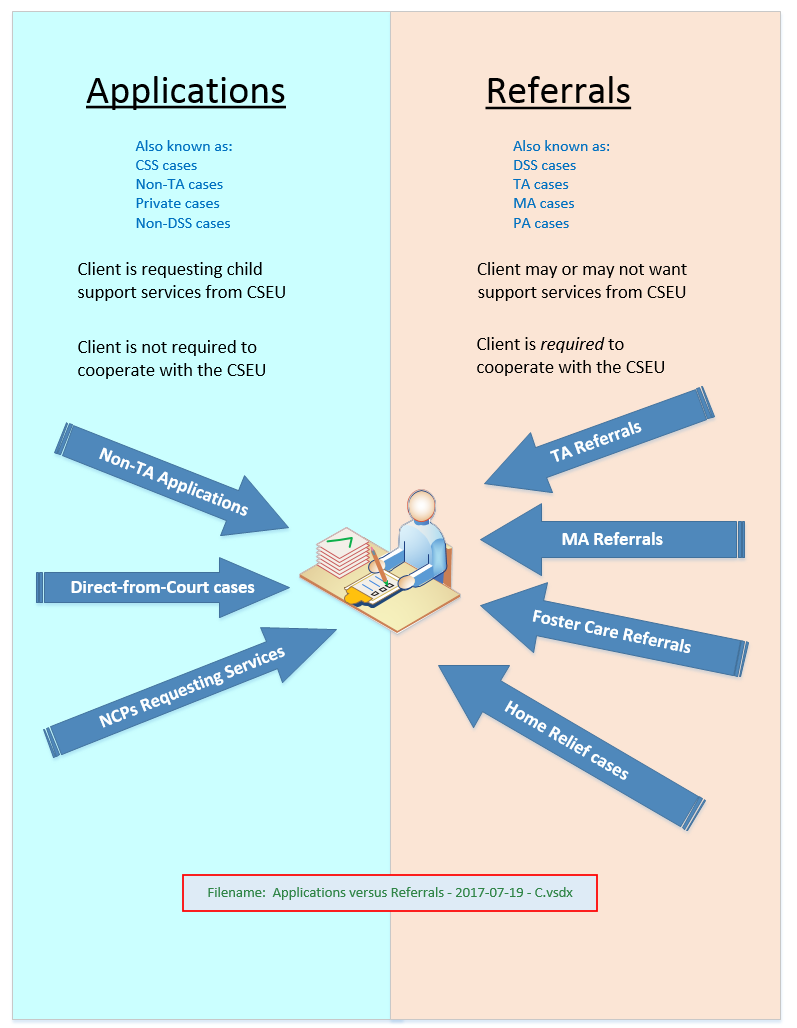 Applications
Also known as:
CSS cases
Non-TA cases
Private cases
Non-DSS cases
Client is requesting child
support services from CSEU
Client is not required to
cooperate with the CSEU
Non-TA Applications
Direct-from-Court cases
NCPs Requesting Services
Referrals
Also known as:
DSS cases
TA cases
MA cases
PA cases
Client may or may not want
support services from CSEU
Client is required to
cooperate with the CSEU
TA Referrals
MA Referrals
Foster Care Referrals
Home Relief cases
Filename:  Applications versus Referrals - 2017-07-19 - C.vsdx